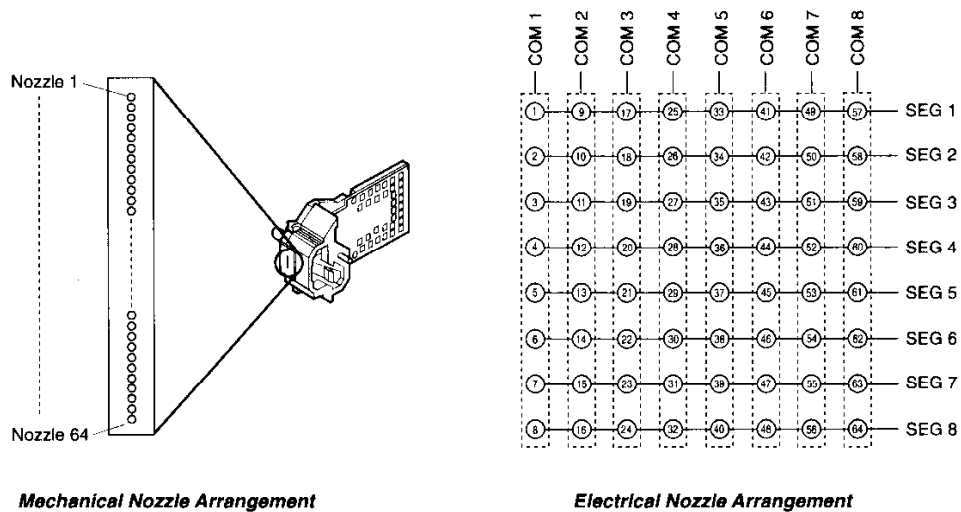 COM 1 COM 2 COM 3 COM 4 COM 5 COM 6 COM 7 COM 8
Nozzle 1
1 9 17 25 33 41 49 57 SEG 1
2 10 18 26 34 42 50 58 SEG 2
3 11 19 27 35 43 51 59 SEG 3
4 12 20 28 36 44 52 60 SEG 4
5 13 21 29 37 45 53 61 SEG 5
6 14 22 30 38 46 54 62 SEG 6
7 15 23 31 39 47 55 63 SEG 7
8 16 24 32 40 48 56 64 SEG 8
Nozzle 64
Mechanical Nozzle Arrangement
Electrical Nozzle Arrangement